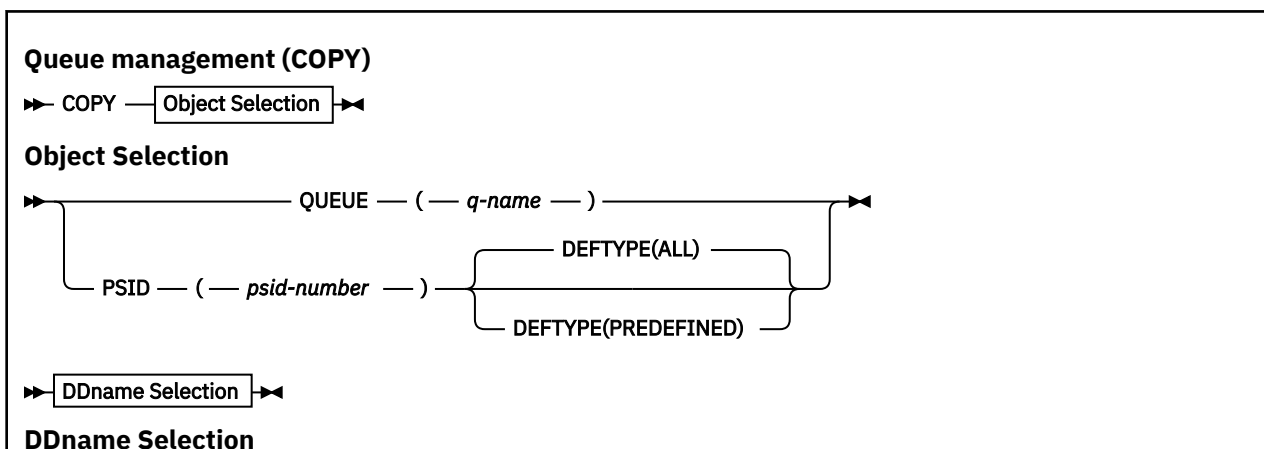 Queue management (COPY)
COPY Object Selection
Object Selection
QUEUE ( q-name )
DEFTYPE(ALL)
PSID ( psid-number )
DEFTYPE(PREDEFINED)
DDname Selection
DDname Selection